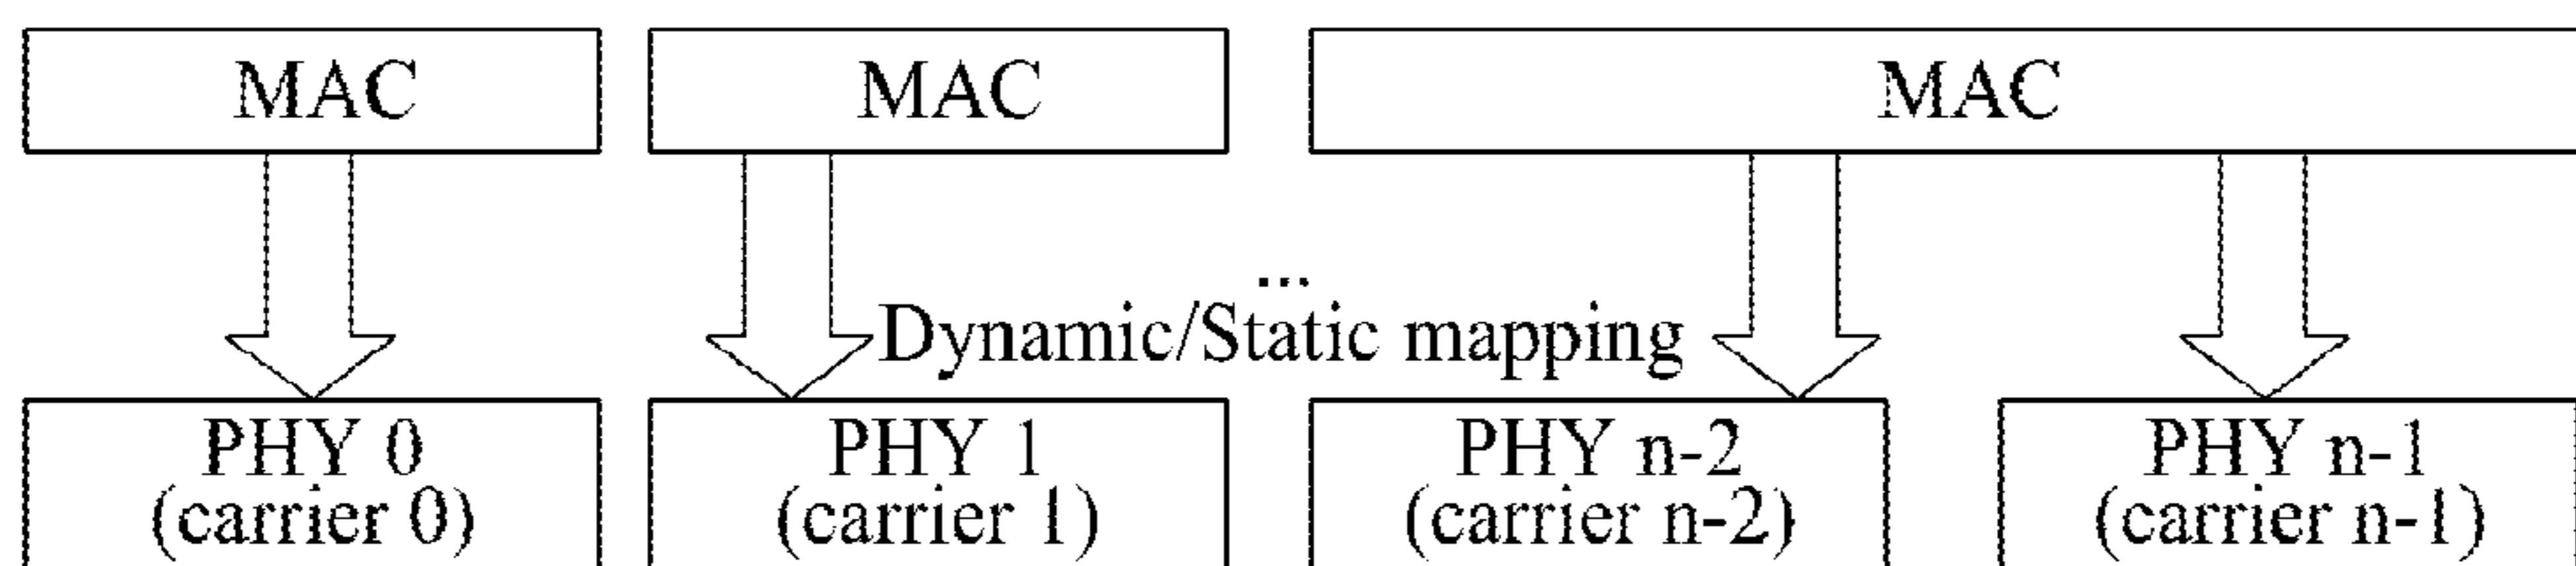 MAC
MAC
MAC
...
Dynamic/Static mapping
PHY 0
(carrier 0)
PHY 1
(carrier 1)
PHY n-2
(carrier n-2)
PHY n-1
(carrier n-1)